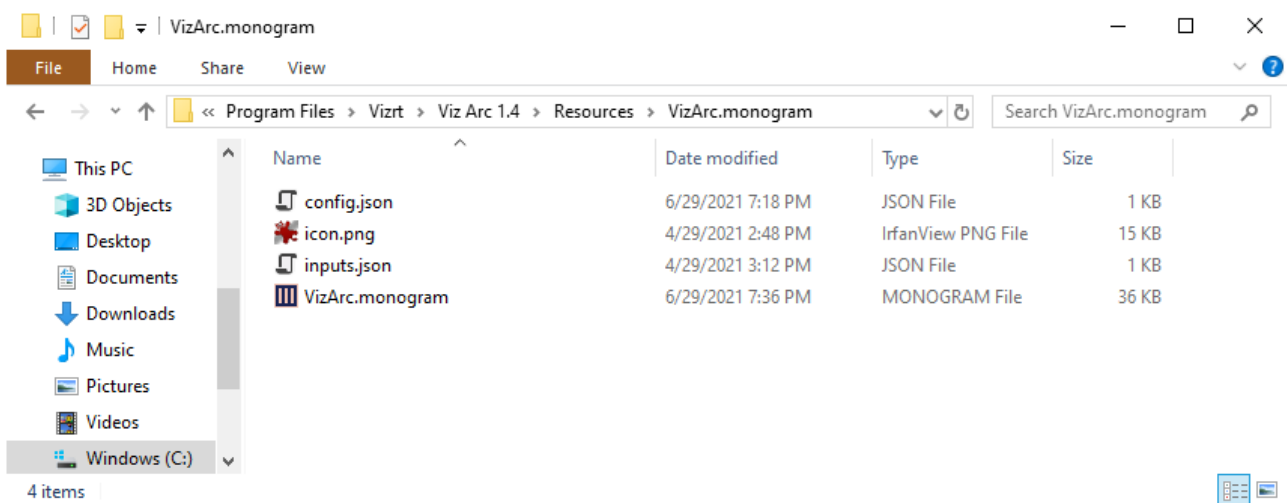 VizArc.monogram
File Home Share View
« Program Files > Vizrt > Viz Arc 1.4 > Resources > VizArc.monogram Search VizArc.monogram
This PC
3D Objects
Desktop
Documents
Downloads
Music
Pictures
Videos
Windows (C:)
Name Date modified Type Size
config.json 6/29/2021 7:18 PM JSON File 1 KB
icon.png 4/29/2021 2:48 PM IrfanView PNG File 15 KB
inputs.json 4/29/2021 3:12 PM JSON File 1 KB
VizArc.monogram 6/29/2021 7:36 PM MONOGRAM File 36 KB
4 items